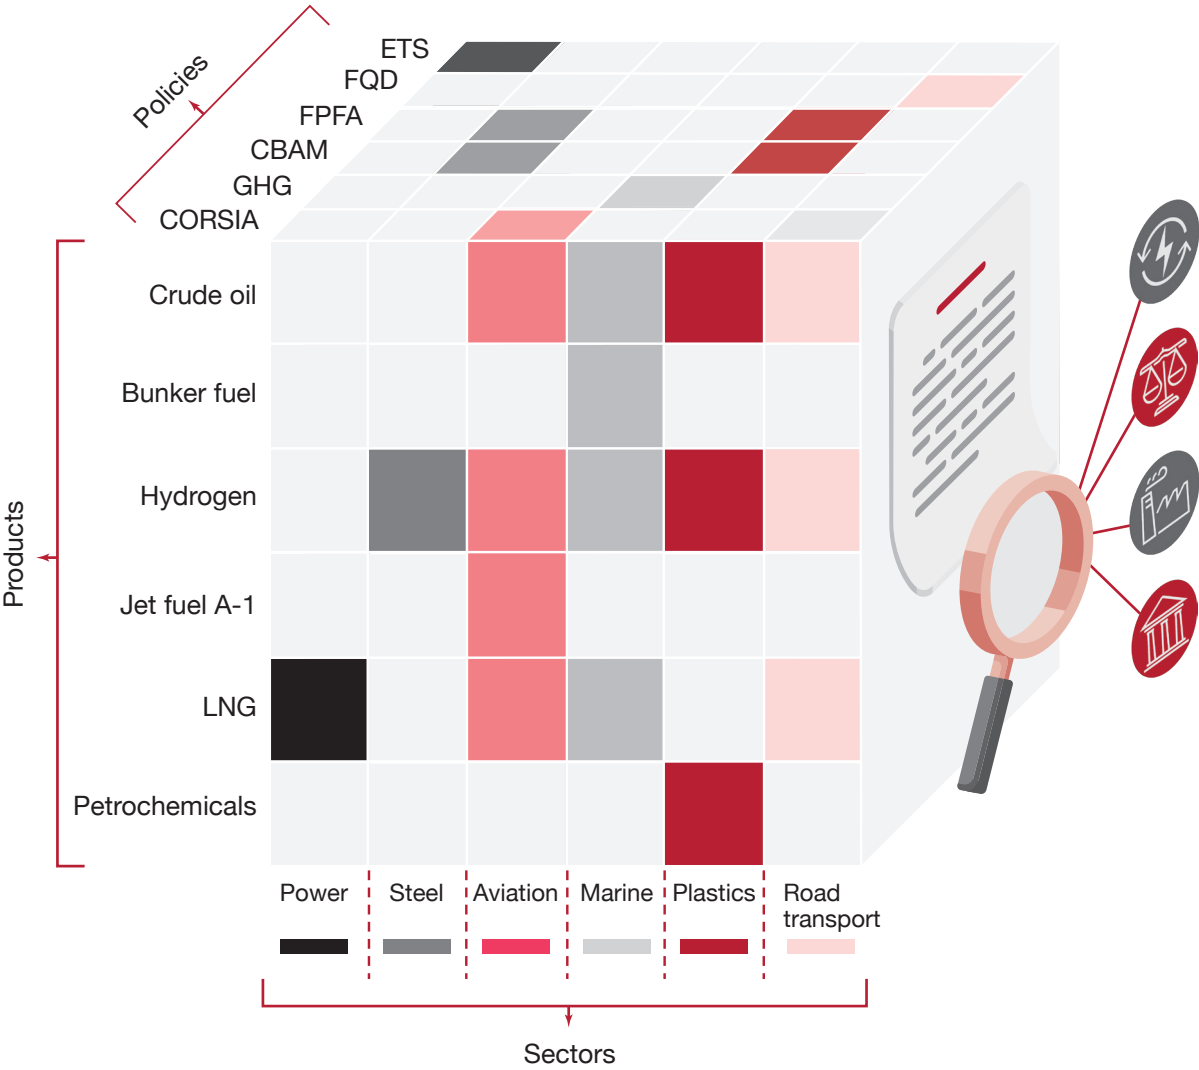 Policies
ETS
FQD
FPFA
CBAM
GHG
CORSIA
Products
Crude oil
Bunker fuel
Hydrogen
Jet fuel A-1
LNG
Petrochemicals
Power
Steel
Aviation
Marine
Plastics
Road
transport
Sectors